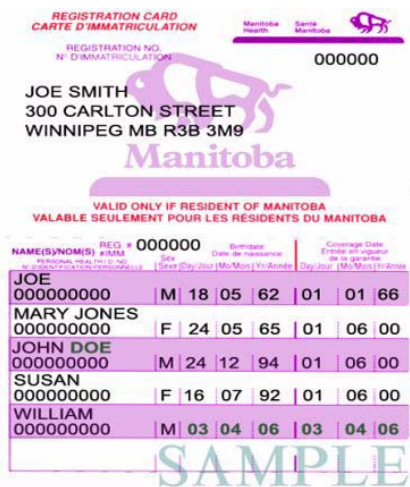 REGISTRATION CARD
CARTE D'IMMATRICULATION
Manitoba Health
Santé Manitoba
REGISTRATION NO.
N° D'IMMATRICULATION
000000
JOE SMITH
300 CARLTON STREET
WINNIPEG MB R3B 3M9
Manitoba
VALID ONLY IF RESIDENT OF MANITOBA
VALABLE SEULEMENT POUR LES RÉSIDENTS DU MANITOBA
NAME(S)/NOM(S) REG. # #IMM. 000000
PERSONAL HEALTH I.D. NO.
N° D'IDENTIFICATION PERSONNELLE
Sex Sexe
Birthdate
Date de naissance
Day/Jour Mo/Mois Yr/Année
Coverage Date
Entrée en vigueur
de la garantie
Day/Jour Mo/Mois Yr/Année
JOE
000000000 M 18 05 62 01 01 66
MARY JONES
000000000 F 24 05 65 01 06 00
JOHN DOE
000000000 M 24 12 94 01 06 00
SUSAN
000000000 F 16 07 92 01 06 00
WILLIAM
000000000 M 03 04 06 03 04 06
SAMPLE